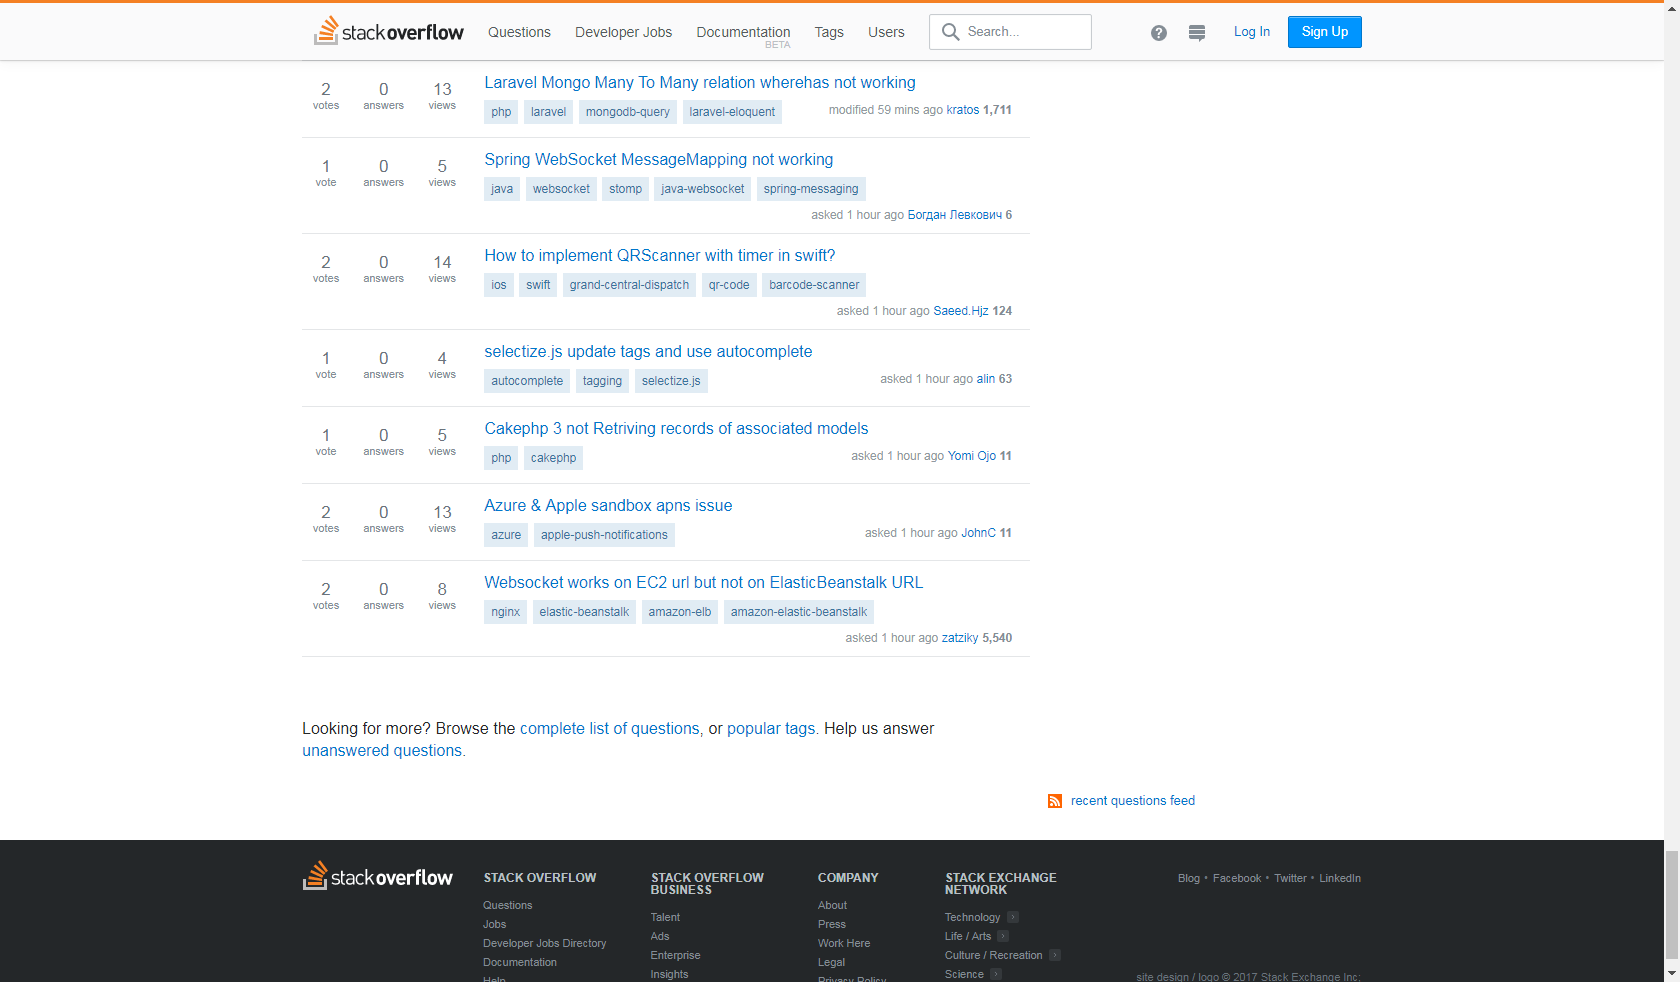 stackoverflow Questions Developer Jobs Documentation BETA Tags Users Search... Log In Sign Up
2 votes 0 answers 13 views
Laravel Mongo Many To Many relation wherehas not working
php laravel mongodb-query laravel-eloquent
modified 59 mins ago kratos 1,711
1 vote 0 answers 5 views
Spring WebSocket MessageMapping not working
java websocket stomp java-websocket spring-messaging
asked 1 hour ago Богдан Левкович 6
2 votes 0 answers 14 views
How to implement QRScanner with timer in swift?
ios swift grand-central-dispatch qr-code barcode-scanner
asked 1 hour ago Saeed.Hjz 124
1 vote 0 answers 4 views
selectize.js update tags and use autocomplete
autocomplete tagging selectize.js
asked 1 hour ago alin 63
1 vote 0 answers 5 views
Cakephp 3 not Retriving records of associated models
php cakephp
asked 1 hour ago Yomi Ojo 11
2 votes 0 answers 13 views
Azure & Apple sandbox apns issue
azure apple-push-notifications
asked 1 hour ago JohnC 11
2 votes 0 answers 8 views
Websocket works on EC2 url but not on ElasticBeanstalk URL
nginx elastic-beanstalk amazon-elb amazon-elastic-beanstalk
asked 1 hour ago zatziky 5,540
Looking for more? Browse the complete list of questions, or popular tags. Help us answer
unanswered questions.
recent questions feed
stackoverflow
STACK OVERFLOW
Questions
Jobs
Developer Jobs Directory
Documentation
Help
STACK OVERFLOW
BUSINESS
Talent
Ads
Enterprise
Insights
COMPANY
About
Press
Work Here
Legal
Privacy Policy
STACK EXCHANGE
NETWORK
Technology
Life / Arts
Culture / Recreation
Science
Blog • Facebook • Twitter • LinkedIn
site design / logo © 2017 Stack Exchange Inc;